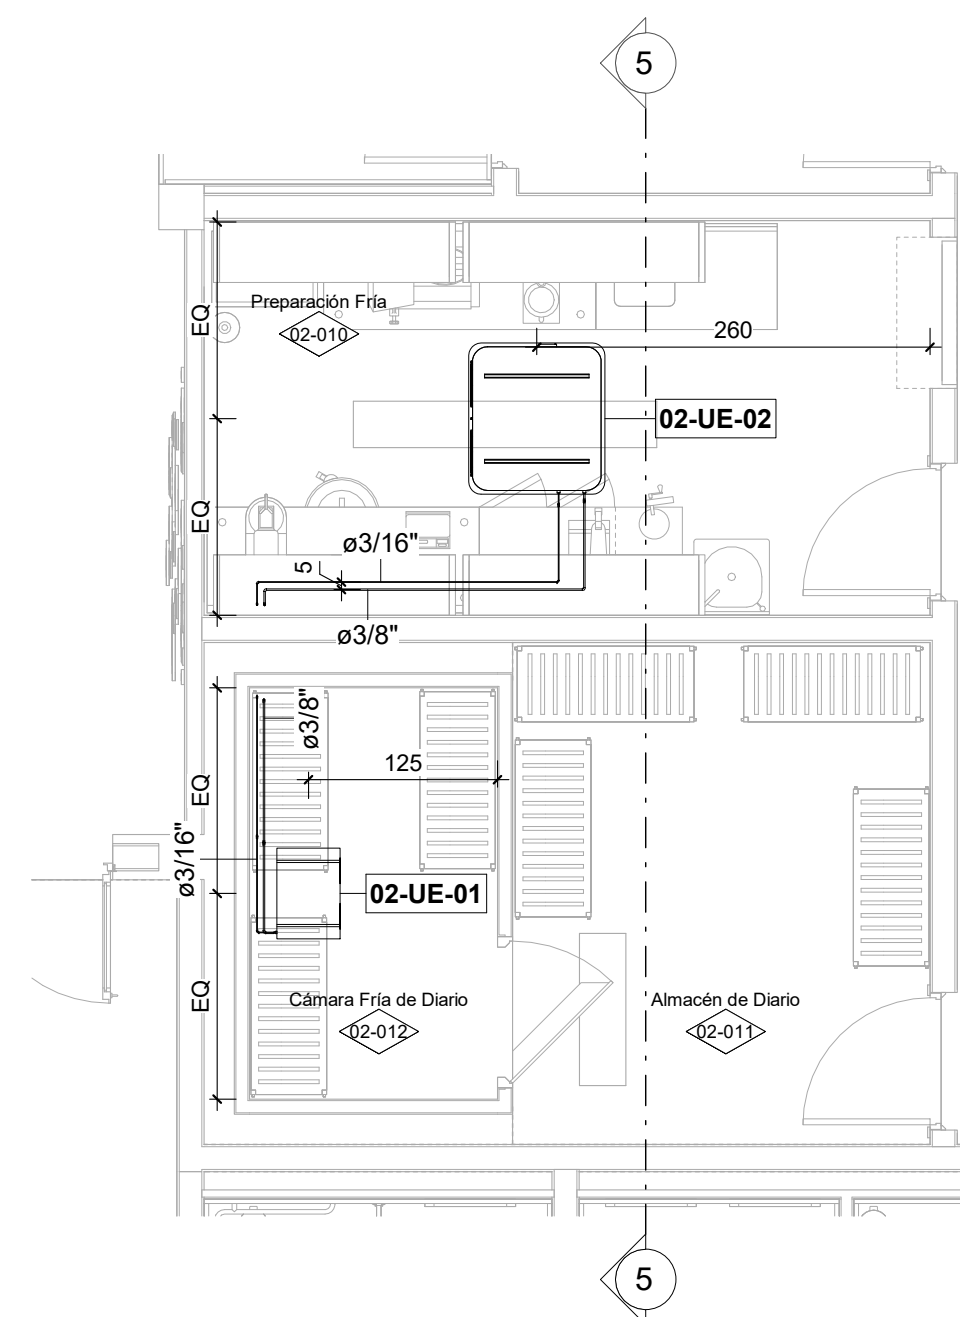 5
EQ
Preparación Fría
02-010
260
02-UE-02
EQ
ø3/16"
5
ø3/8"
ø3/8"
125
EQ
ø3/16"
02-UE-01
EQ
Cámara Fría de Diario
02-012
Almacén de Diario
02-011
5